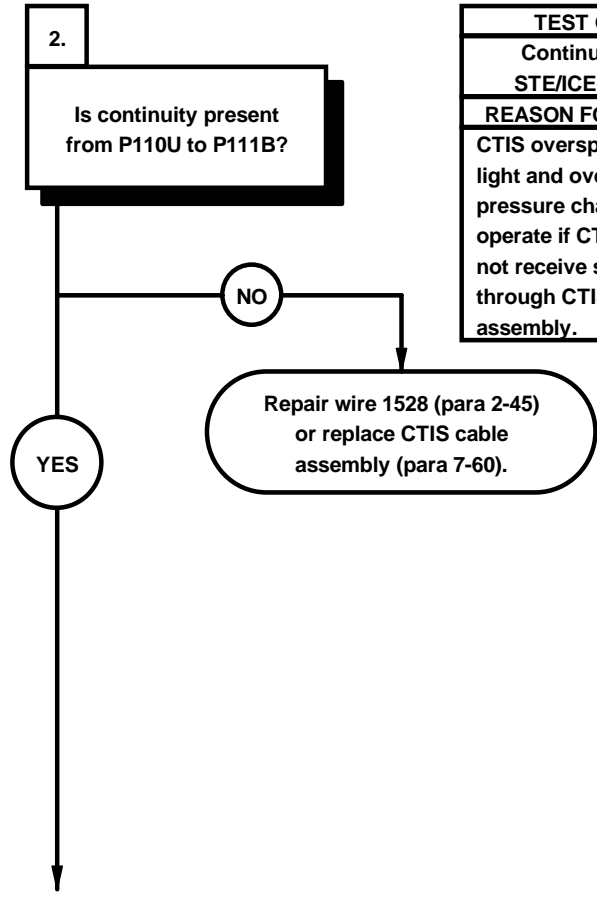 2.
Is continuity present
from P110U to P111B?
NO
YES
Repair wire 1528 (para 2-45)
or replace CTIS cable
assembly (para 7-60).
TEST
Continu
STE/ICE
REASON FO
CTIS oversp
light and ove
pressure cha
operate if CT
not receive s
through CTI
assembly.